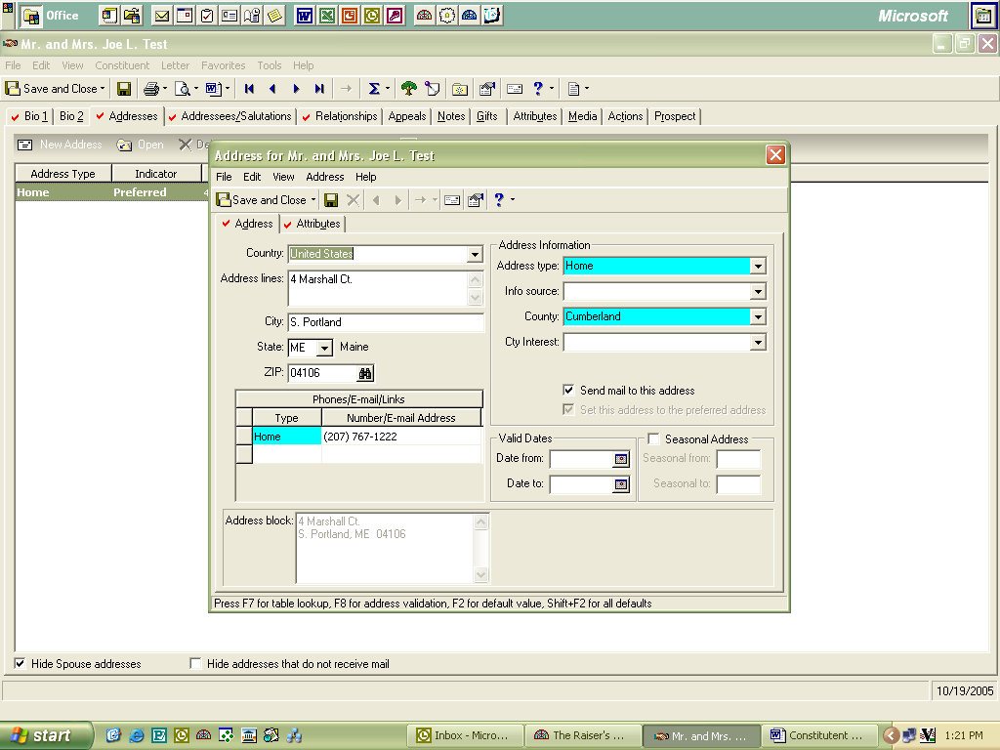 Office
Microsoft
Mr. and Mrs. Joe L. Test
File Edit View Constituent Letter Favorites Tools Help
Save and Close
Bio 1 Bio 2 Addresses Addressees/Salutations Relationships Appeals Notes Gifts Attributes Media Actions Prospect
New Address Open
Address Type Indicator
Home Preferred
Address for Mr. and Mrs. Joe L. Test
File Edit View Address Help
Save and Close
Address Attributes
Country: United States
Address lines: 4 Marshall Ct.
City: S. Portland
State: ME Maine
ZIP: 04106
Phones/E-mail/Links
Type Number/E-mail Address
Home (207) 767-1222
Address Information
Address type: Home
Info source:
County: Cumberland
Cty Interest:
Send mail to this address
Set this address to the preferred address
Valid Dates
Date from:
Date to:
Seasonal Address
Seasonal from:
Seasonal to:
Address block: 4 Marshall Ct.
S. Portland, ME 04106
Press F7 for table lookup, F8 for address validation, F2 for default value, Shift+F2 for all defaults
Hide Spouse addresses Hide addresses that do not receive mail
10/19/2005
start Inbox - Micro... The Raiser's ... Mr. and Mrs. ... Constitutent ... 1:21 PM